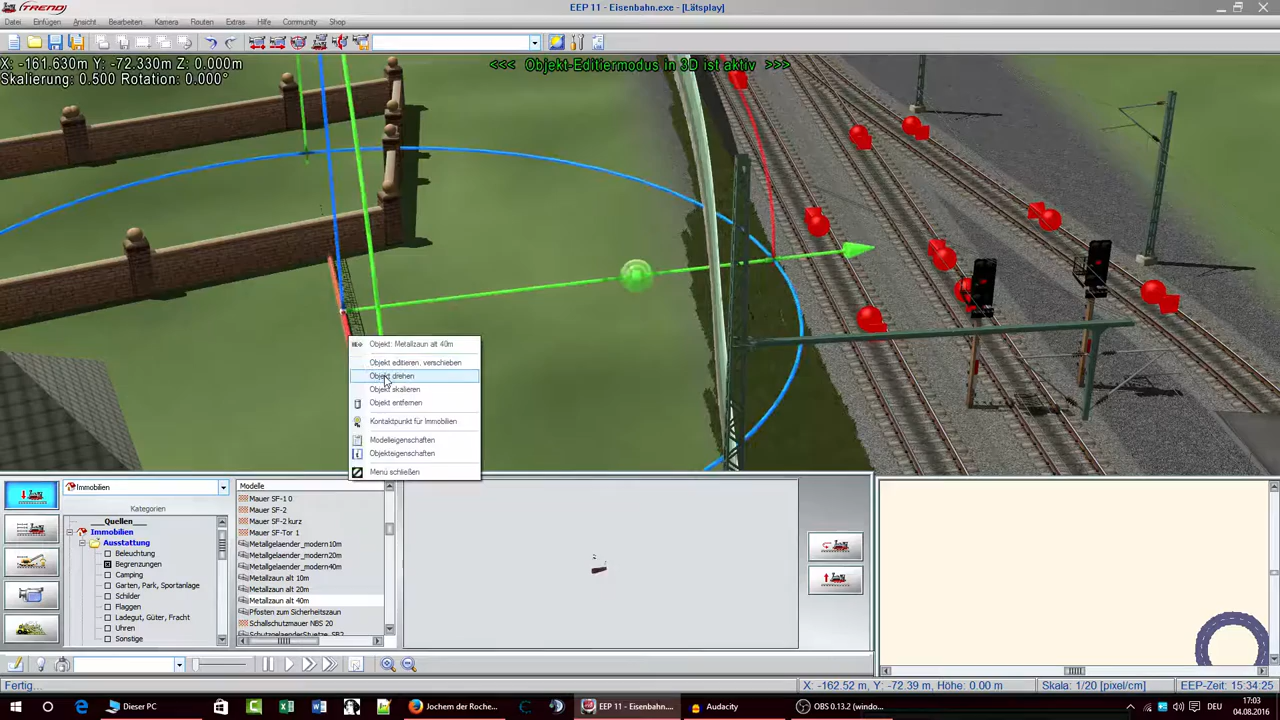 TREND
EEP 11 - Eisenbahn.exe - [Lätsplay]
Datei Einfügen Ansicht Bearbeiten Kamera Routen Extras Hilfe Community Shop
X: -161.630m Y: -72.330m Z: 0.000m
Skalierung: 0.500 Rotation: 0.000°
<<< Objekt-Editiermodus in 3D ist aktiv >>>
Objekt: Metallzaun alt 40m
Objekt editieren, verschieben
Objekt drehen
Objekt skalieren
Objekt entfernen
Kontaktpunkt für Immobilien
Modelleigenschaften
Objekteigenschaften
Menü schließen
Immobilien
Kategorien
__Quellen__
Immobilien
Ausstattung
Beleuchtung
Begrenzungen
Camping
Garten, Park, Sportanlage
Schilder
Flaggen
Ladegut, Güter, Fracht
Uhren
Sonstige
Modelle
Mauer SF-1 0
Mauer SF-2
Mauer SF-2 kurz
Mauer SF-Tor 1
Metallgelaender_modern10m
Metallgelaender_modern20m
Metallgelaender_modern40m
Metallzaun alt 10m
Metallzaun alt 20m
Metallzaun alt 40m
Pfosten zum Sicherheitszaun
Schallschutzmauer NBS 20
SchutzgelaenderStuetze_SB2
Fertig...
X: -162.52 m, Y: -72.39 m, Höhe: 0.00 m
Skala: 1/20 [pixel/cm]
EEP-Zeit: 15:34:25
Dieser PC
Jochem der Roche...
EEP 11 - Eisenbahn...
Audacity
OBS 0.13.2 (windo...
DEU
17:03
04.08.2016